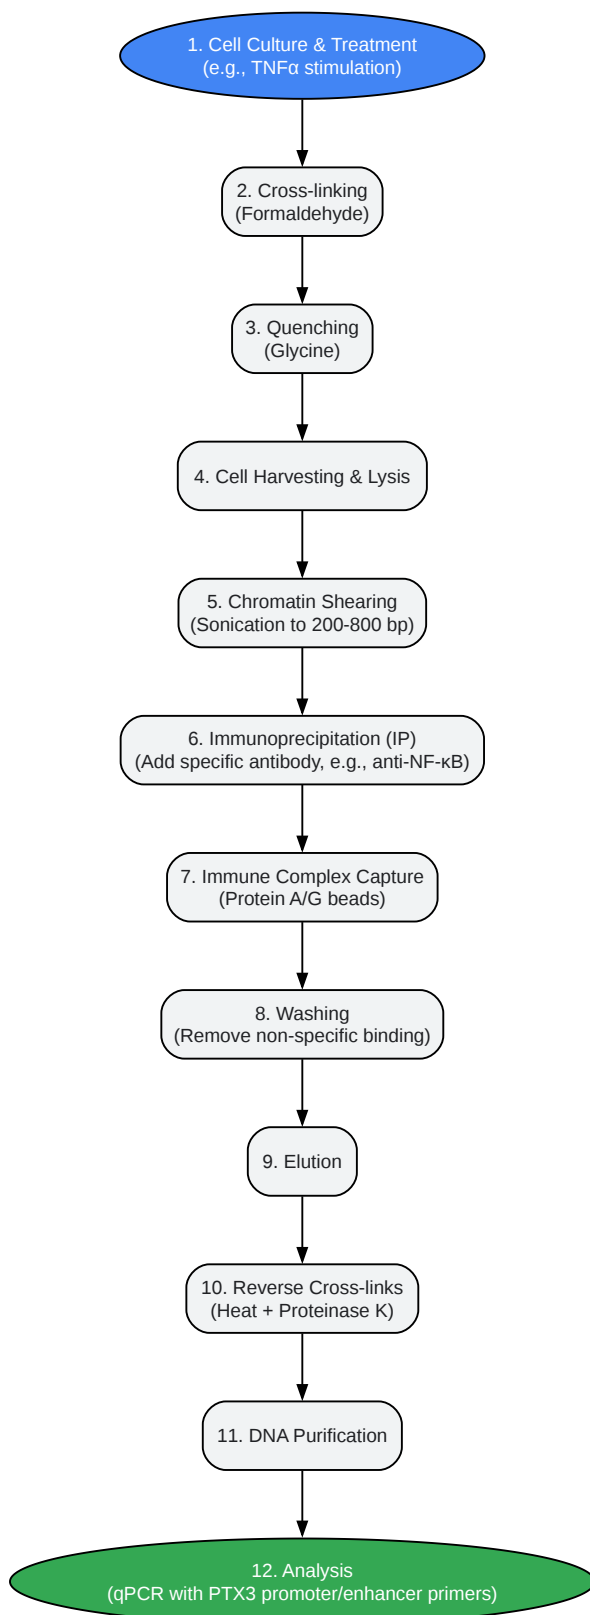 1. Cell Culture & Treatment
(e.g., TNFα stimulation)
2. Cross-linking
(Formaldehyde)
3. Quenching
(Glycine)
4. Cell Harvesting & Lysis
5. Chromatin Shearing
(Sonication to 200-800 bp)
6. Immunoprecipitation (IP)
(Add specific antibody, e.g., anti-NF-κB)
7. Immune Complex Capture
(Protein A/G beads)
8. Washing
(Remove non-specific binding)
9. Elution
10. Reverse Cross-links
(Heat + Proteinase K)
11. DNA Purification
12. Analysis
(qPCR with PTX3 promoter/enhancer primers)